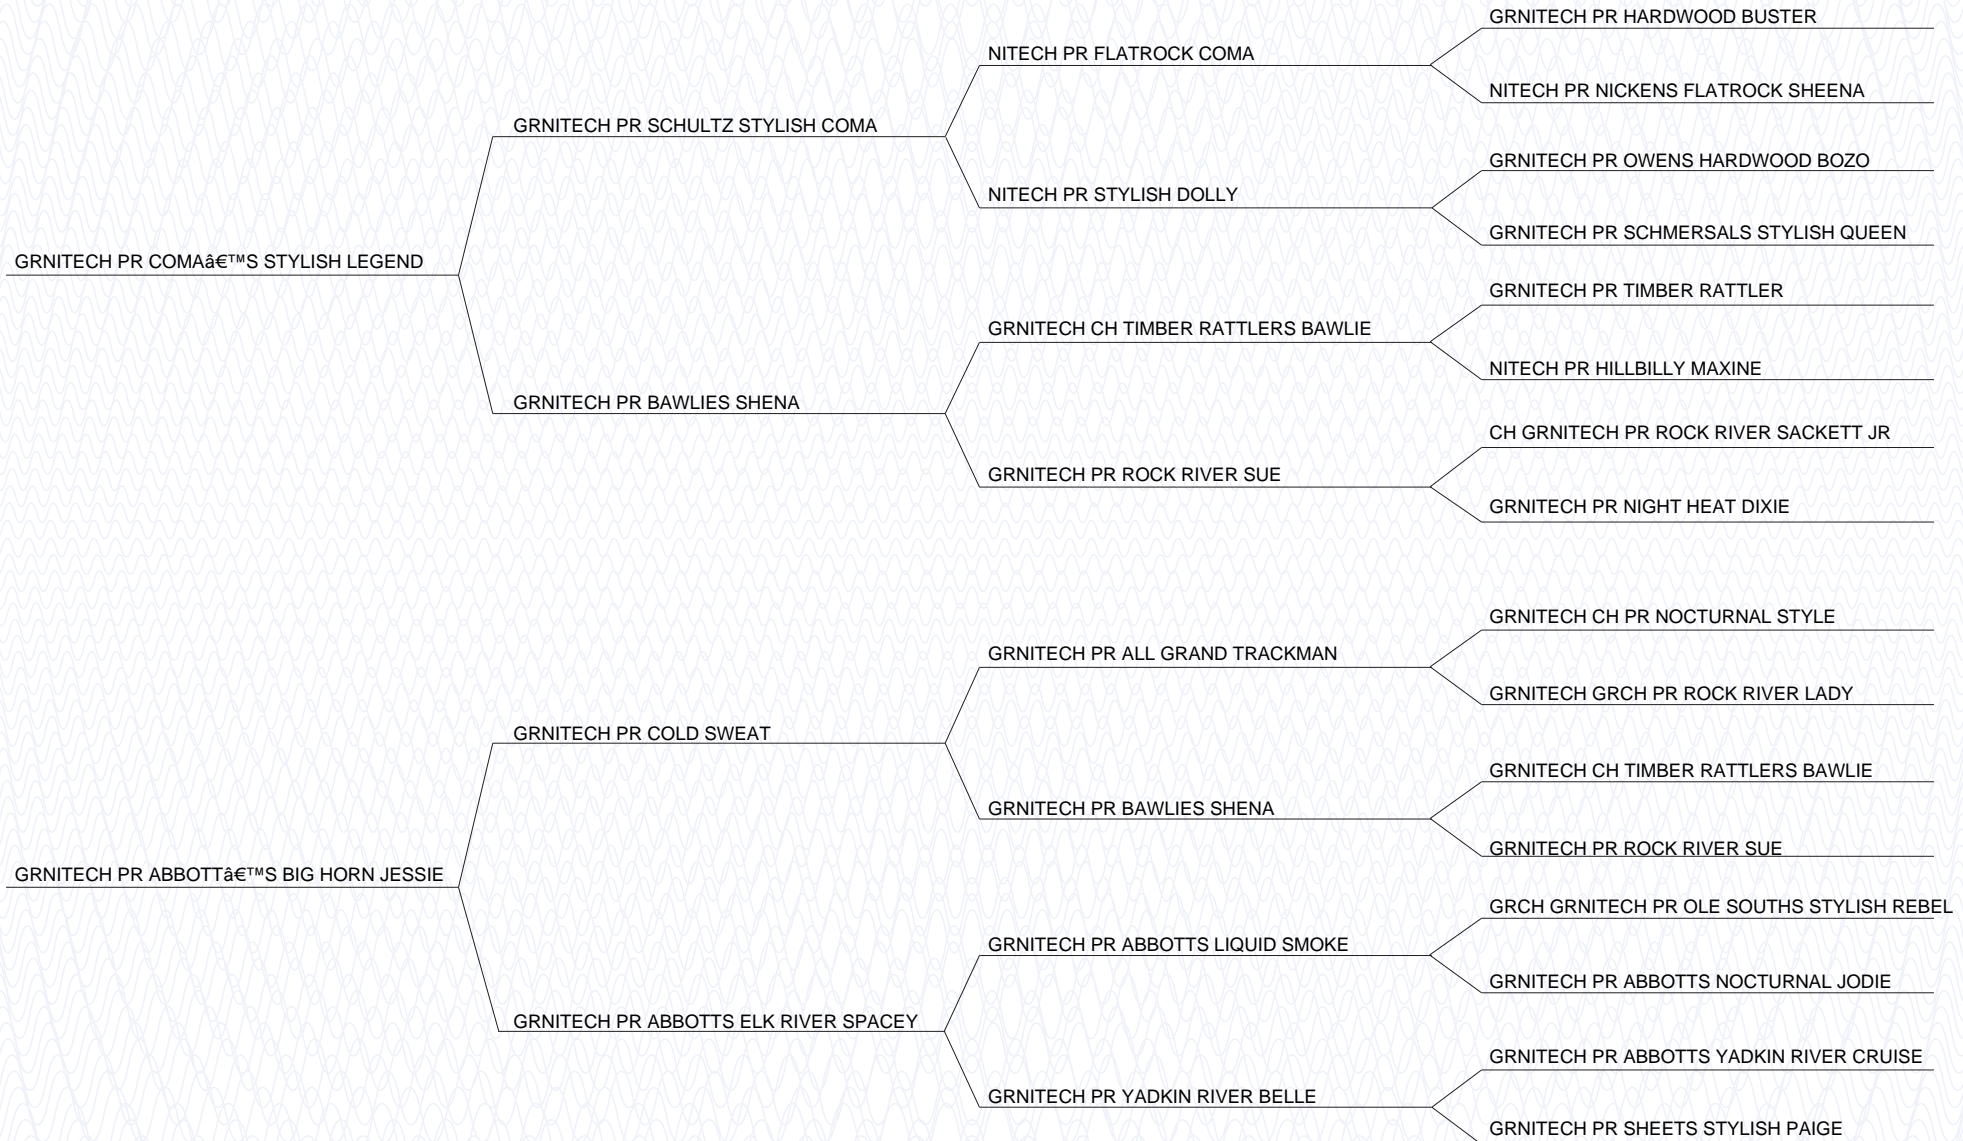 GRNITECH PR HARDWOOD BUSTER
NITECH PR FLATROCK COMA
NITECH PR NICKENS FLATROCK SHEENA
GRNITECH PR SCHULTZ STYLISH COMA
GRNITECH PR OWENS HARDWOOD BOZO
NITECH PR STYLISH DOLLY
GRNITECH PR SCHMERSALS STYLISH QUEEN
GRNITECH PR COMAâ€™S STYLISH LEGEND
GRNITECH PR TIMBER RATTLER
GRNITECH CH TIMBER RATTLERS BAWLIE
NITECH PR HILLBILLY MAXINE
GRNITECH PR BAWLIES SHENA
CH GRNITECH PR ROCK RIVER SACKETT JR
GRNITECH PR ROCK RIVER SUE
GRNITECH PR NIGHT HEAT DIXIE
GRNITECH CH PR NOCTURNAL STYLE
GRNITECH PR ALL GRAND TRACKMAN
GRNITECH GRCH PR ROCK RIVER LADY
GRNITECH PR COLD SWEAT
GRNITECH CH TIMBER RATTLERS BAWLIE
GRNITECH PR BAWLIES SHENA
GRNITECH PR ROCK RIVER SUE
GRNITECH PR ABBOTTâ€™S BIG HORN JESSIE
GRCH GRNITECH PR OLE SOUTHS STYLISH REBEL
GRNITECH PR ABBOTTS LIQUID SMOKE
GRNITECH PR ABBOTTS NOCTURNAL JODIE
GRNITECH PR ABBOTTS ELK RIVER SPACEY
GRNITECH PR ABBOTTS YADKIN RIVER CRUISE
GRNITECH PR YADKIN RIVER BELLE
GRNITECH PR SHEETS STYLISH PAIGE